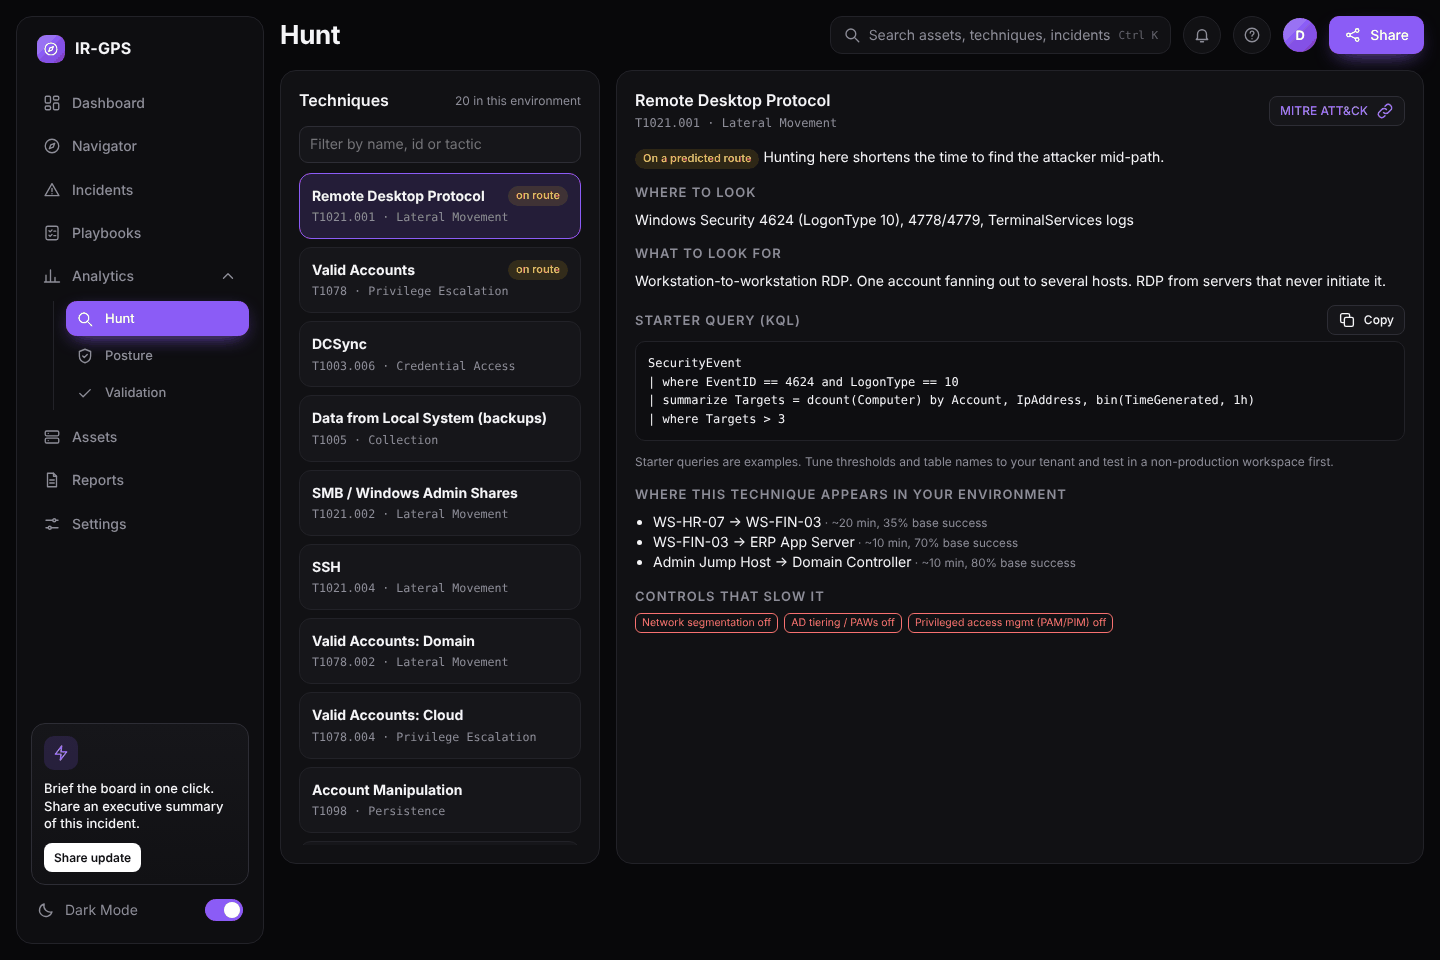 IR-GPS
Dashboard
Navigator
Incidents
Playbooks
Analytics
Hunt
Posture
Validation
Assets
Reports
Settings
Brief the board in one click.
Share an executive summary
of this incident.
Share update
Dark Mode
Hunt
Search assets, techniques, incidents Ctrl K
D
Share
Techniques
20 in this environment
Filter by name, id or tactic
Remote Desktop Protocol on route
T1021.001 · Lateral Movement
Valid Accounts on route
T1078 · Privilege Escalation
DCSync
T1003.006 · Credential Access
Data from Local System (backups)
T1005 · Collection
SMB / Windows Admin Shares
T1021.002 · Lateral Movement
SSH
T1021.004 · Lateral Movement
Valid Accounts: Domain
T1078.002 · Lateral Movement
Valid Accounts: Cloud
T1078.004 · Privilege Escalation
Account Manipulation
T1098 · Persistence
Remote Desktop Protocol
T1021.001 · Lateral Movement
MITRE ATT&CK
On a predicted route Hunting here shortens the time to find the attacker mid-path.
WHERE TO LOOK
Windows Security 4624 (LogonType 10), 4778/4779, TerminalServices logs
WHAT TO LOOK FOR
Workstation-to-workstation RDP. One account fanning out to several hosts. RDP from servers that never initiate it.
STARTER QUERY (KQL)
Copy
SecurityEvent
| where EventID == 4624 and LogonType == 10
| summarize Targets = dcount(Computer) by Account, IpAddress, bin(TimeGenerated, 1h)
| where Targets > 3
Starter queries are examples. Tune thresholds and table names to your tenant and test in a non-production workspace first.
WHERE THIS TECHNIQUE APPEARS IN YOUR ENVIRONMENT
• WS-HR-07 → WS-FIN-03 · ~20 min, 35% base success
• WS-FIN-03 → ERP App Server · ~10 min, 70% base success
• Admin Jump Host → Domain Controller · ~10 min, 80% base success
CONTROLS THAT SLOW IT
Network segmentation off
AD tiering / PAWs off
Privileged access mgmt (PAM/PIM) off